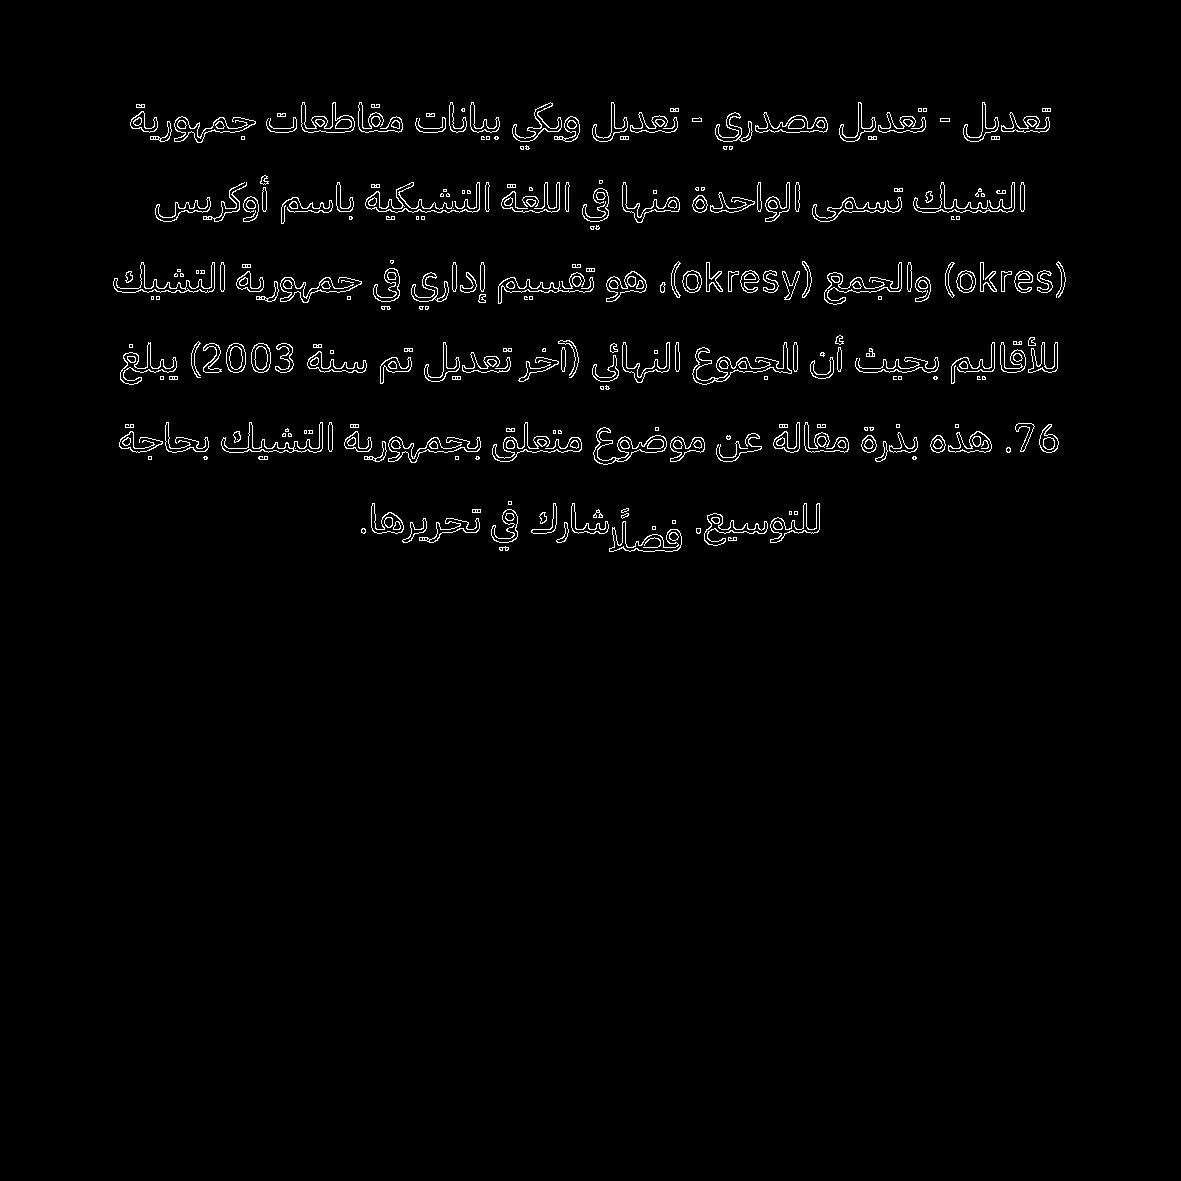 تعديل - تعديل مصدري - تعديل ويكي بيانات مقاطعات جمهورية
التشيك تسمى الواحدة منها في اللغة التشيكية باسم أوكريس
(okres) والجمع (okresy)، هو تقسيم إداري في جمهورية التشيك
للأقاليم بحيث أن المجموع النهائي (آخر تعديل تم سنة 2003) يبلغ
76. هذه بذرة مقالة عن موضوع متعلق بجمهورية التشيك بحاجة
للتوسيع. فضلًا شارك في تحريرها.